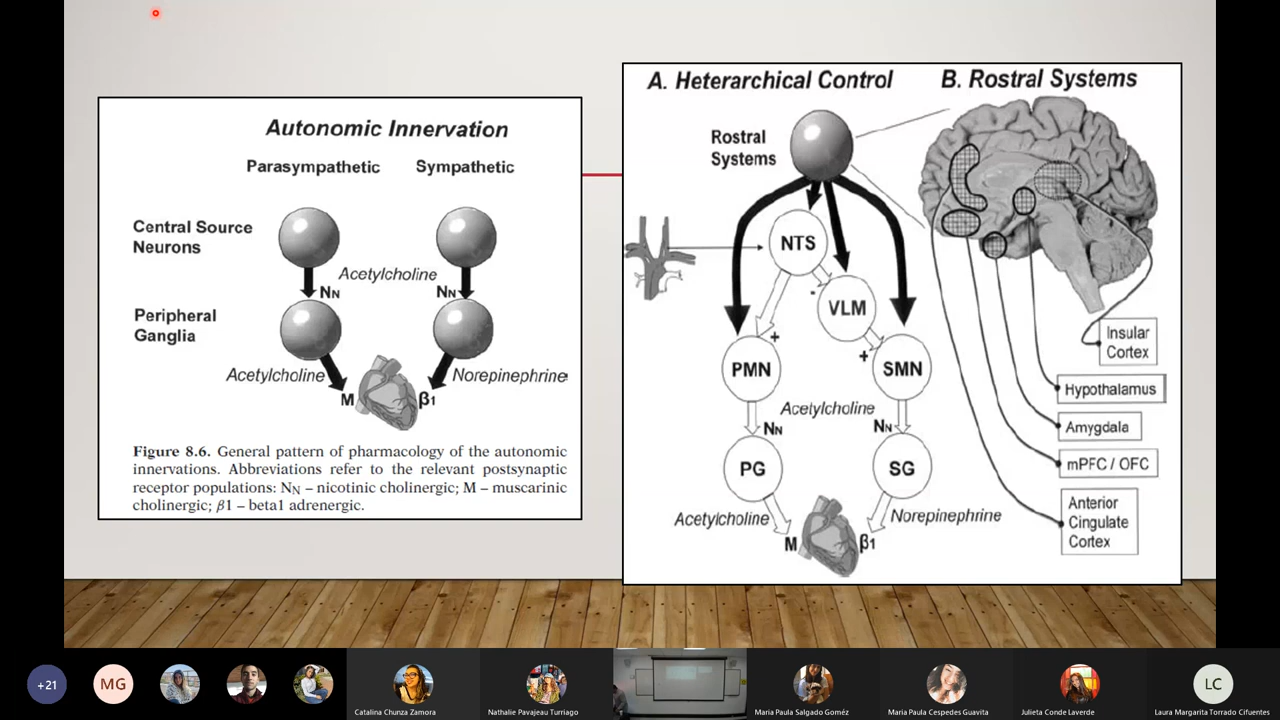 Autonomic Innervation
Parasympathetic
Sympathetic
Central Source
Neurons
Acetylcholine
NN
NN
Peripheral
Ganglia
Acetylcholine
Norepinephrine
M
β1
Figure 8.6. General pattern of pharmacology of the autonomic
innervations. Abbreviations refer to the relevant postsynaptic
receptor populations: NN – nicotinic cholinergic; M – muscarinic
cholinergic; β1 – beta1 adrenergic.
A. Heterarchical Control
Rostral
Systems
NTS
-
VLM
+
+
PMN
SMN
Acetylcholine
NN
NN
PG
SG
Acetylcholine
Norepinephrine
M
β1
B. Rostral Systems
Insular
Cortex
Hypothalamus
Amygdala
mPFC / OFC
Anterior
Cingulate
Cortex
+21
MG
Catalina Chunza Zamora
Nathalie Pavajeau Turriago
Maria Paula Salgado Goméz
Maria Paula Cespedes Guavita
Julieta Conde Laverde
LC
Laura Margarita Torrado Cifuentes